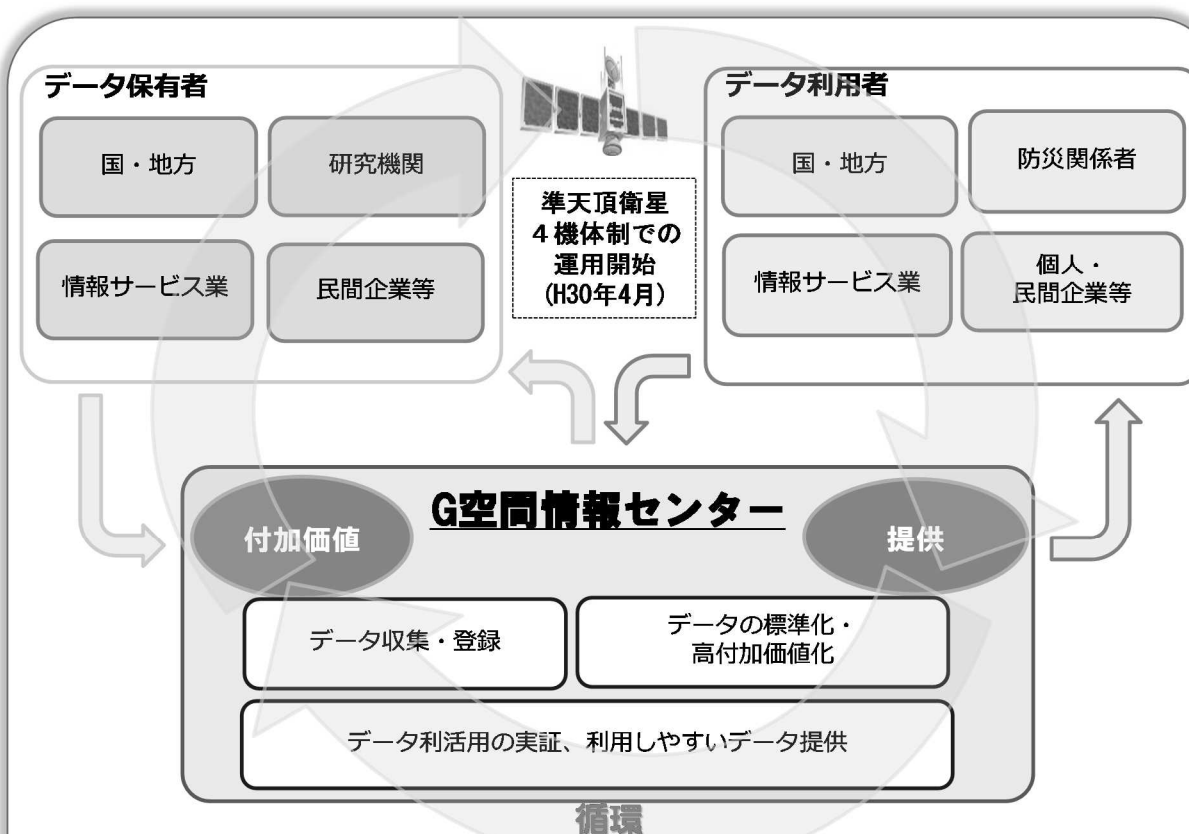 データ保有者
国・地方
研究機関
情報サービス業
民間企業等
準天頂衛星
４機体制での
運用開始
(H30年4月)
データ利用者
国・地方
防災関係者
情報サービス業
個人・
民間企業等
G空間情報センター
付加価値
提供
データ収集・登録
データの標準化・
高付加価値化
データ利活用の実証、利用しやすいデータ提供
循環